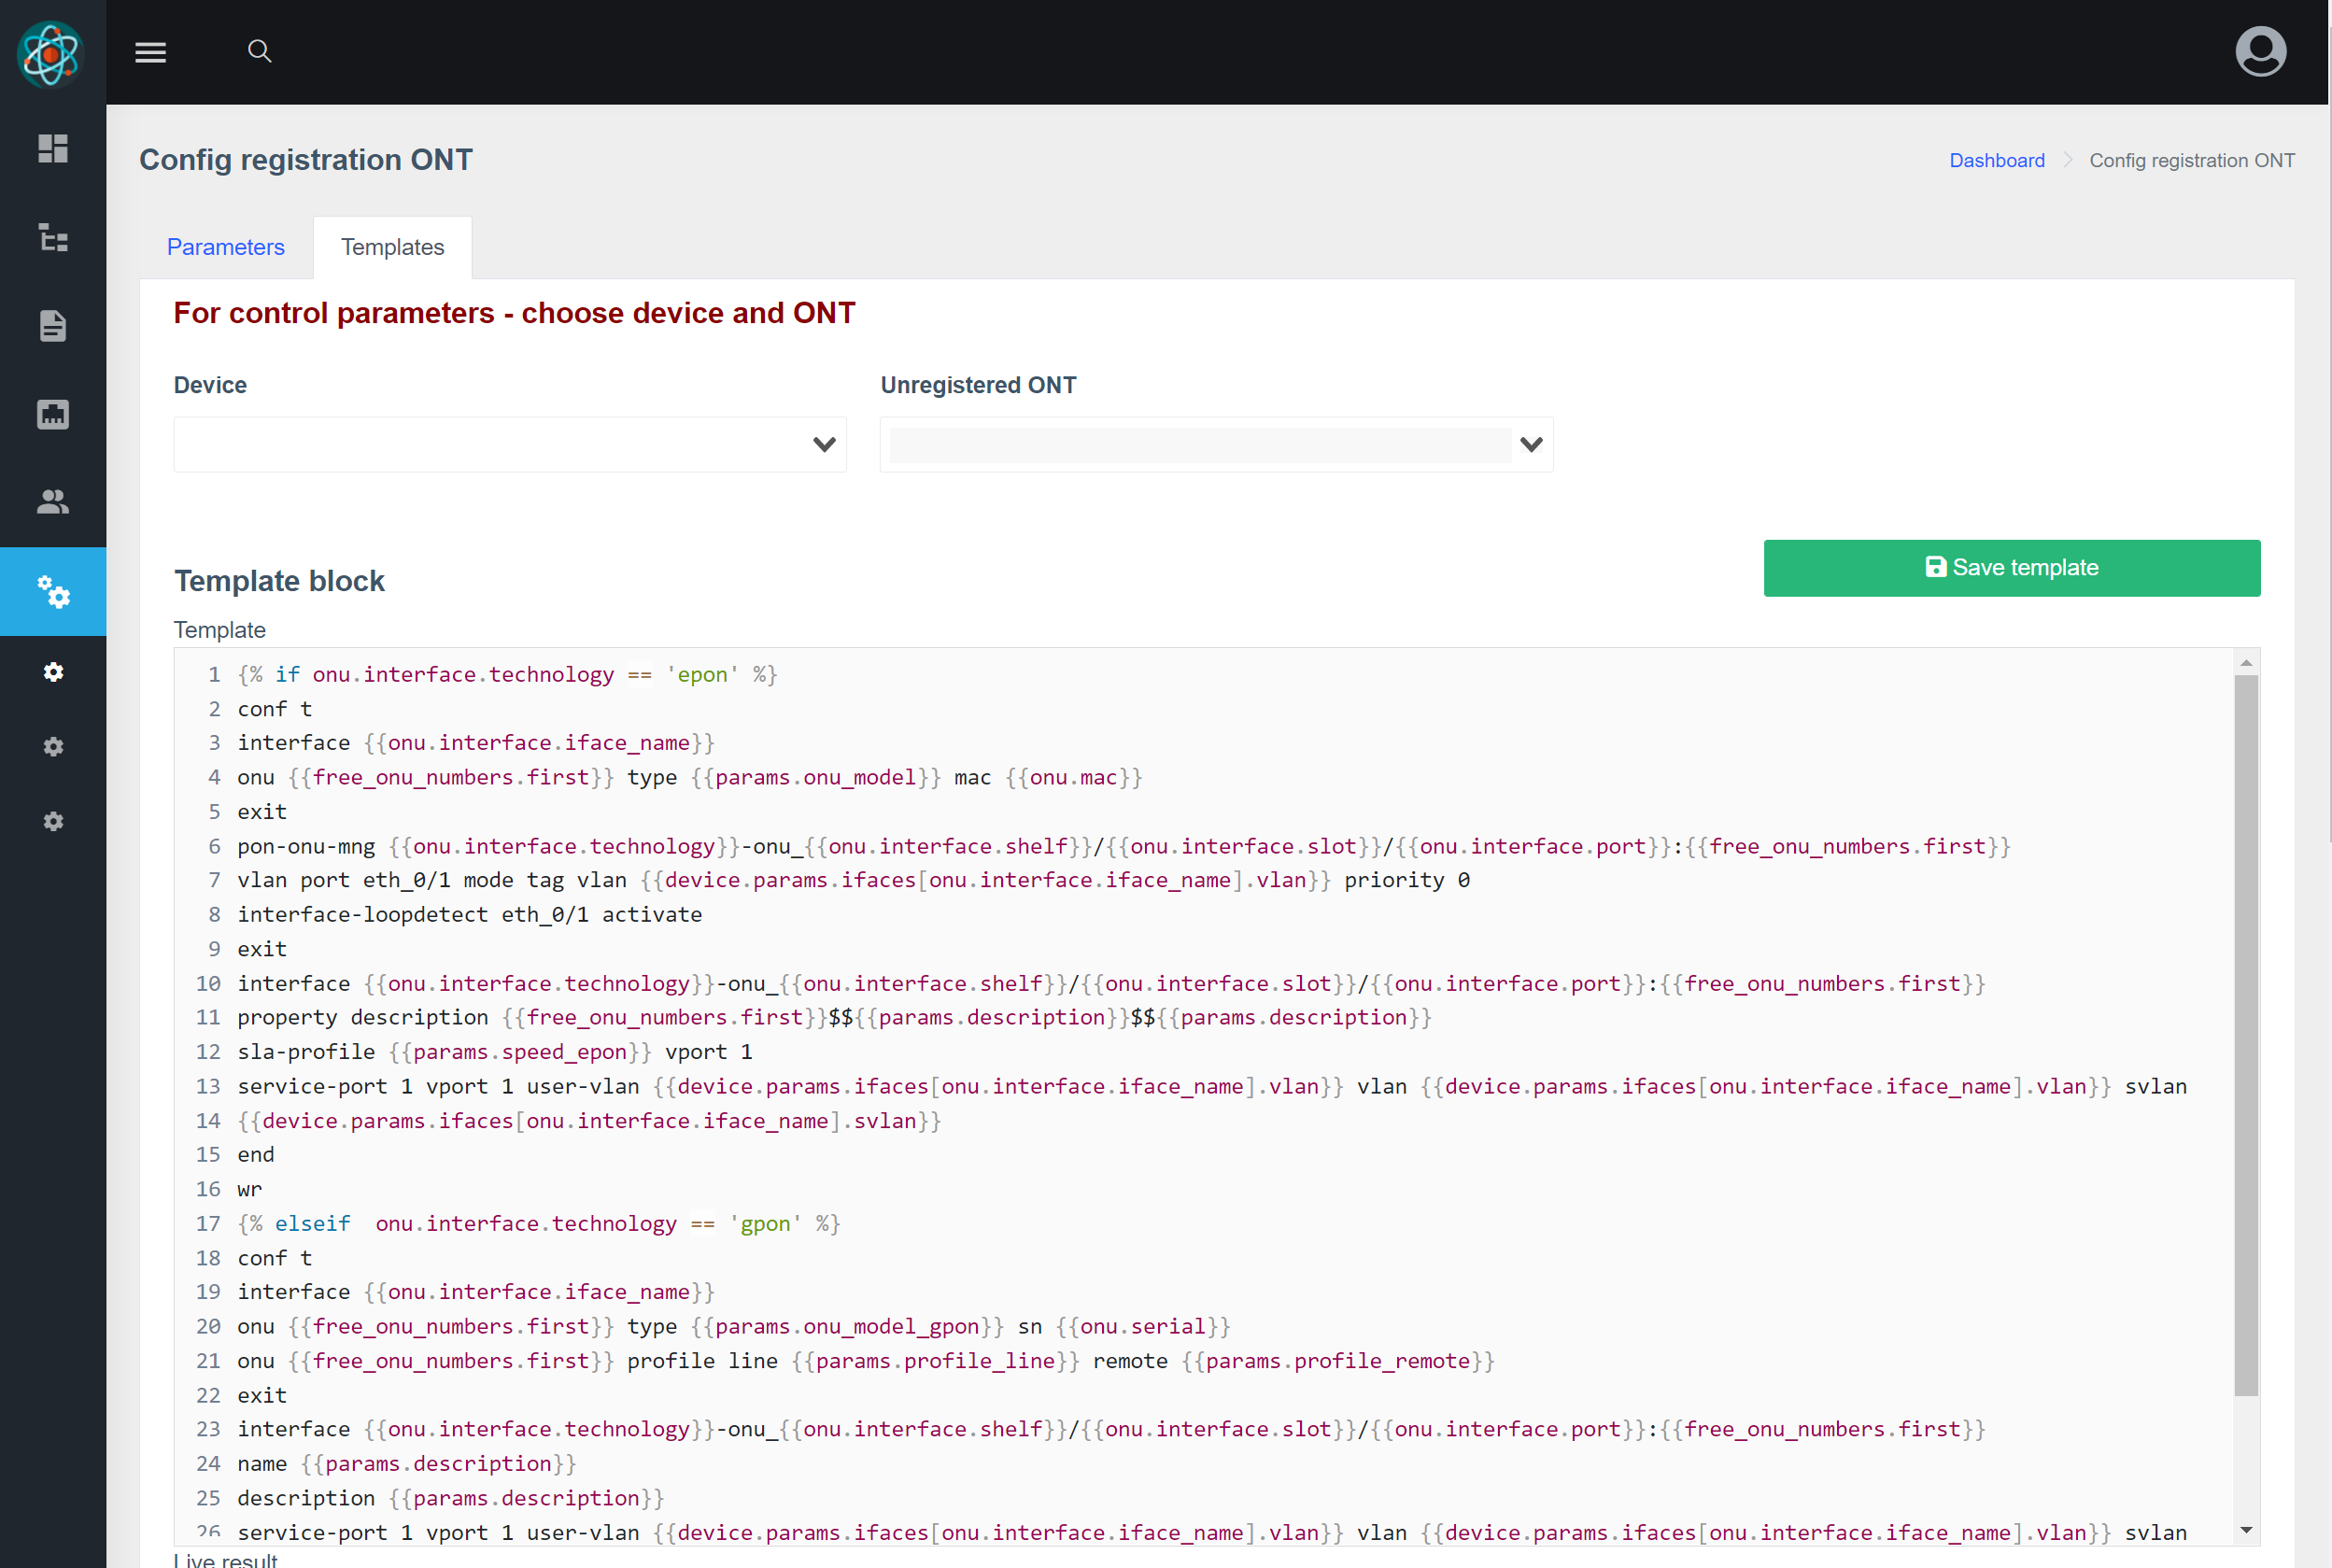 Config registration ONT
Dashboard Config registration ONT
Parameters Templates
For control parameters - choose device and ONT
Device Unregistered ONT
Save template
Template block
Template
1 {% if onu.interface.technology == 'epon' %}
2 conf t
3 interface {{onu.interface.iface_name}}
4 onu {{free_onu_numbers.first}} type {{params.onu_model}} mac {{onu.mac}}
5 exit
6 pon-onu-mng {{onu.interface.technology}}-onu_{{onu.interface.shelf}}/{{onu.interface.slot}}/{{onu.interface.port}}:{{free_onu_numbers.first}}
7 vlan port eth_0/1 mode tag vlan {{device.params.ifaces[onu.interface.iface_name].vlan}} priority 0
8 interface-loopdetect eth_0/1 activate
9 exit
10 interface {{onu.interface.technology}}-onu_{{onu.interface.shelf}}/{{onu.interface.slot}}/{{onu.interface.port}}:{{free_onu_numbers.first}}
11 property description {{free_onu_numbers.first}}$${{params.description}}$${{params.description}}
12 sla-profile {{params.speed_epon}} vport 1
13 service-port 1 vport 1 user-vlan {{device.params.ifaces[onu.interface.iface_name].vlan}} vlan {{device.params.ifaces[onu.interface.iface_name].vlan}} svlan
14 {{device.params.ifaces[onu.interface.iface_name].svlan}}
15 end
16 wr
17 {% elseif  onu.interface.technology == 'gpon' %}
18 conf t
19 interface {{onu.interface.iface_name}}
20 onu {{free_onu_numbers.first}} type {{params.onu_model_gpon}} sn {{onu.serial}}
21 onu {{free_onu_numbers.first}} profile line {{params.profile_line}} remote {{params.profile_remote}}
22 exit
23 interface {{onu.interface.technology}}-onu_{{onu.interface.shelf}}/{{onu.interface.slot}}/{{onu.interface.port}}:{{free_onu_numbers.first}}
24 name {{params.description}}
25 description {{params.description}}
26 service-port 1 vport 1 user-vlan {{device.params.ifaces[onu.interface.iface_name].vlan}} vlan {{device.params.ifaces[onu.interface.iface_name].vlan}} svlan
Live result